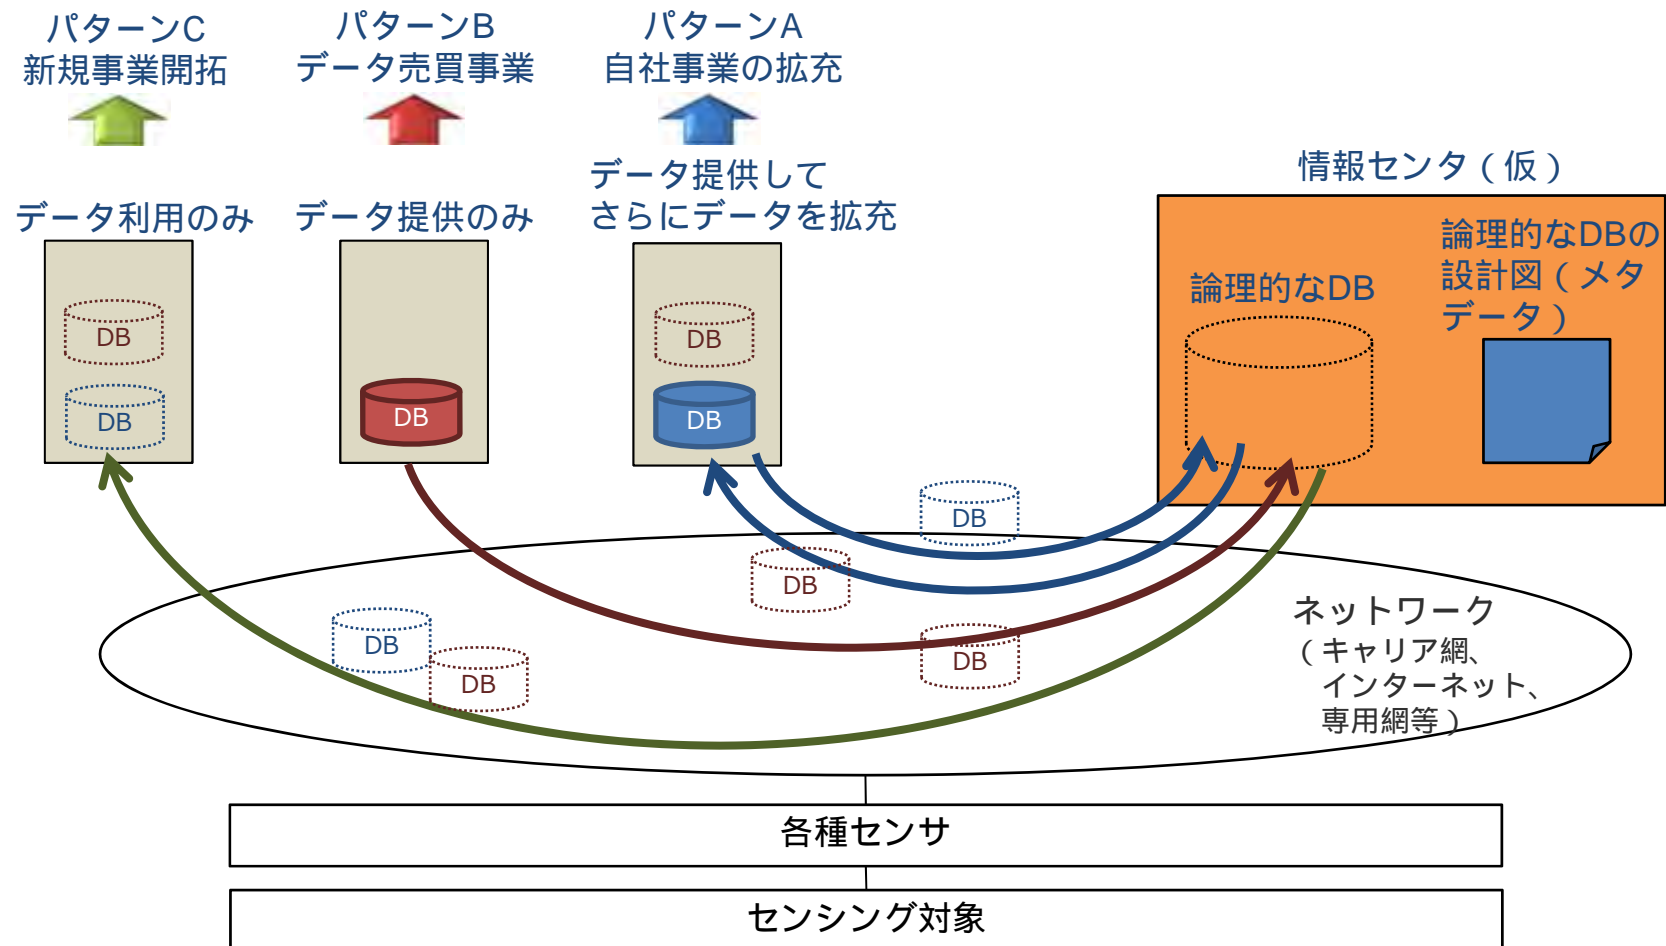 パターンC
新規事業開拓
パターンB
データ売買事業
パターンA
自社事業の拡充
データ利用のみ
データ提供のみ
データ提供して
さらにデータを拡充
情報センタ（仮）
論理的なDB
論理的なDBの
設計図（メタ
データ）
DB
DB
DB
DB
DB
DB
DB
DB
DB
DB
ネットワーク
（キャリア網、
インターネット、
専用網等）
各種センサ
センシング対象